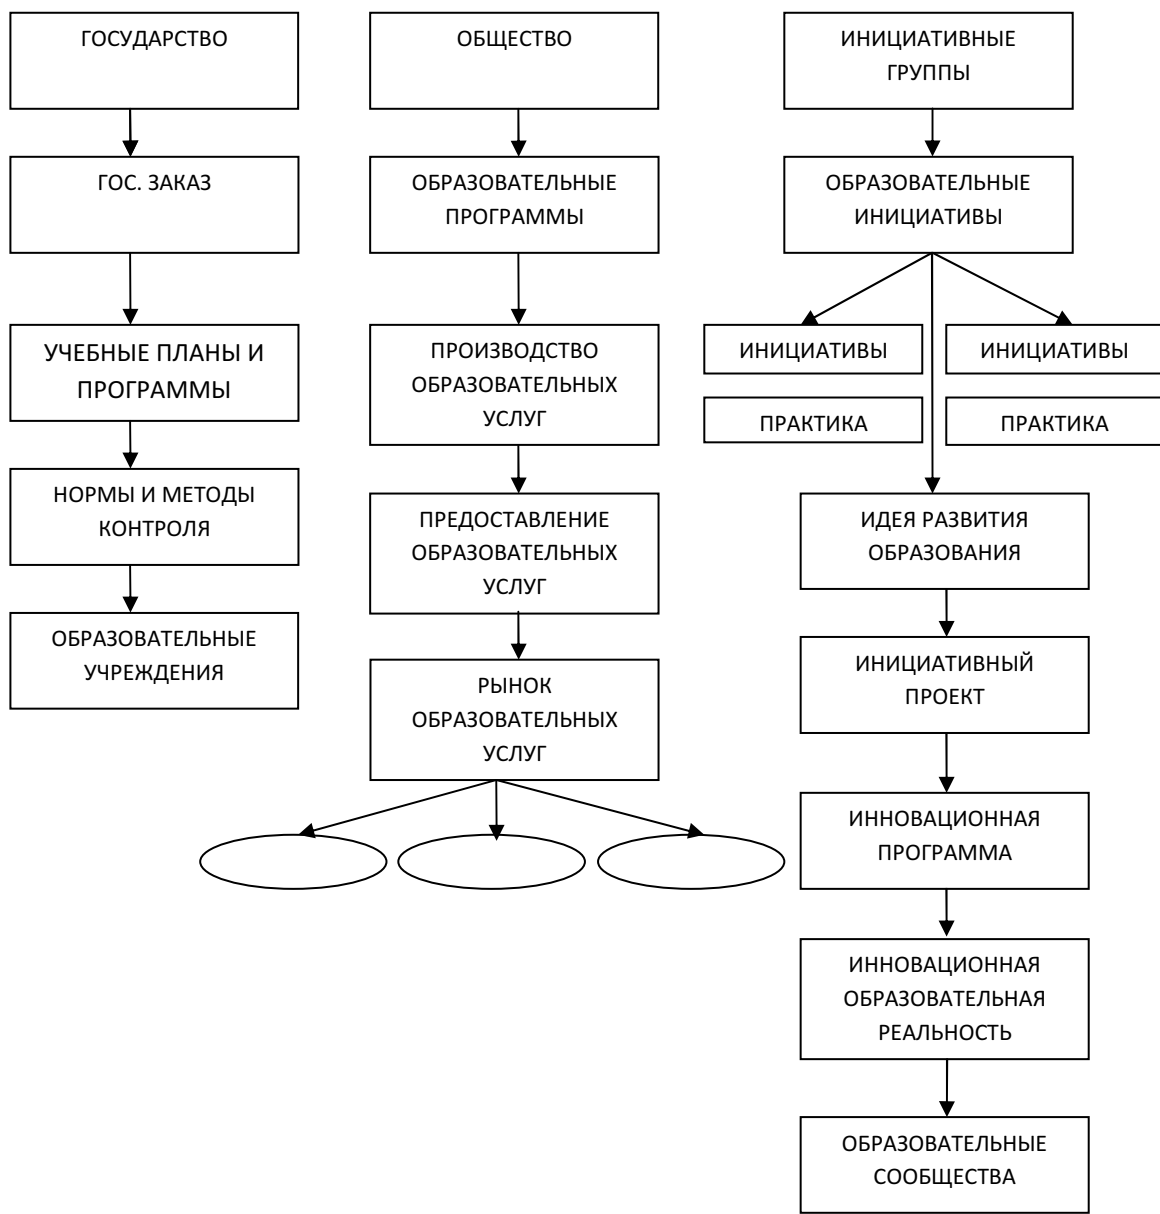 ГОСУДАРСТВО
ГОС. ЗАКАЗ
УЧЕБНЫЕ ПЛАНЫ И
ПРОГРАММЫ
НОРМЫ И МЕТОДЫ
КОНТРОЛЯ
ОБРАЗОВАТЕЛЬНЫЕ
УЧРЕЖДЕНИЯ
ОБЩЕСТВО
ОБРАЗОВАТЕЛЬНЫЕ
ПРОГРАММЫ
ПРОИЗВОДСТВО
ОБРАЗОВАТЕЛЬНЫХ
УСЛУГ
ПРЕДОСТАВЛЕНИЕ
ОБРАЗОВАТЕЛЬНЫХ
УСЛУГ
РЫНОК
ОБРАЗОВАТЕЛЬНЫХ
УСЛУГ
ИНИЦИАТИВНЫЕ
ГРУППЫ
ОБРАЗОВАТЕЛЬНЫЕ
ИНИЦИАТИВЫ
ИНИЦИАТИВЫ
ИНИЦИАТИВЫ
ПРАКТИКА
ПРАКТИКА
ИДЕЯ РАЗВИТИЯ
ОБРАЗОВАНИЯ
ИНИЦИАТИВНЫЙ
ПРОЕКТ
ИННОВАЦИОННАЯ
ПРОГРАММА
ИННОВАЦИОННАЯ
ОБРАЗОВАТЕЛЬНАЯ
РЕАЛЬНОСТЬ
ОБРАЗОВАТЕЛЬНЫЕ
СООБЩЕСТВА